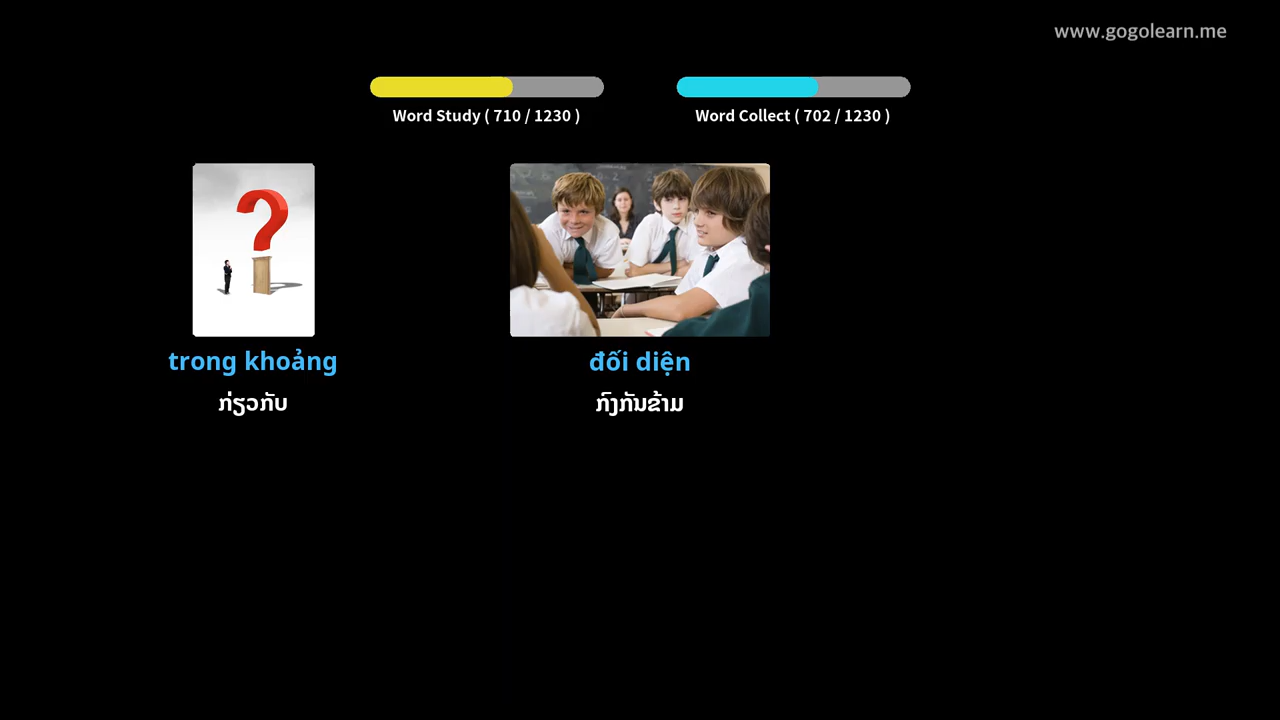 www.gogolearn.me
Word Study ( 710 / 1230 )
Word Collect ( 702 / 1230 )
trong khoảng
ກ່ຽວກັບ
đối diện
ກົງກັນຂ້າມ